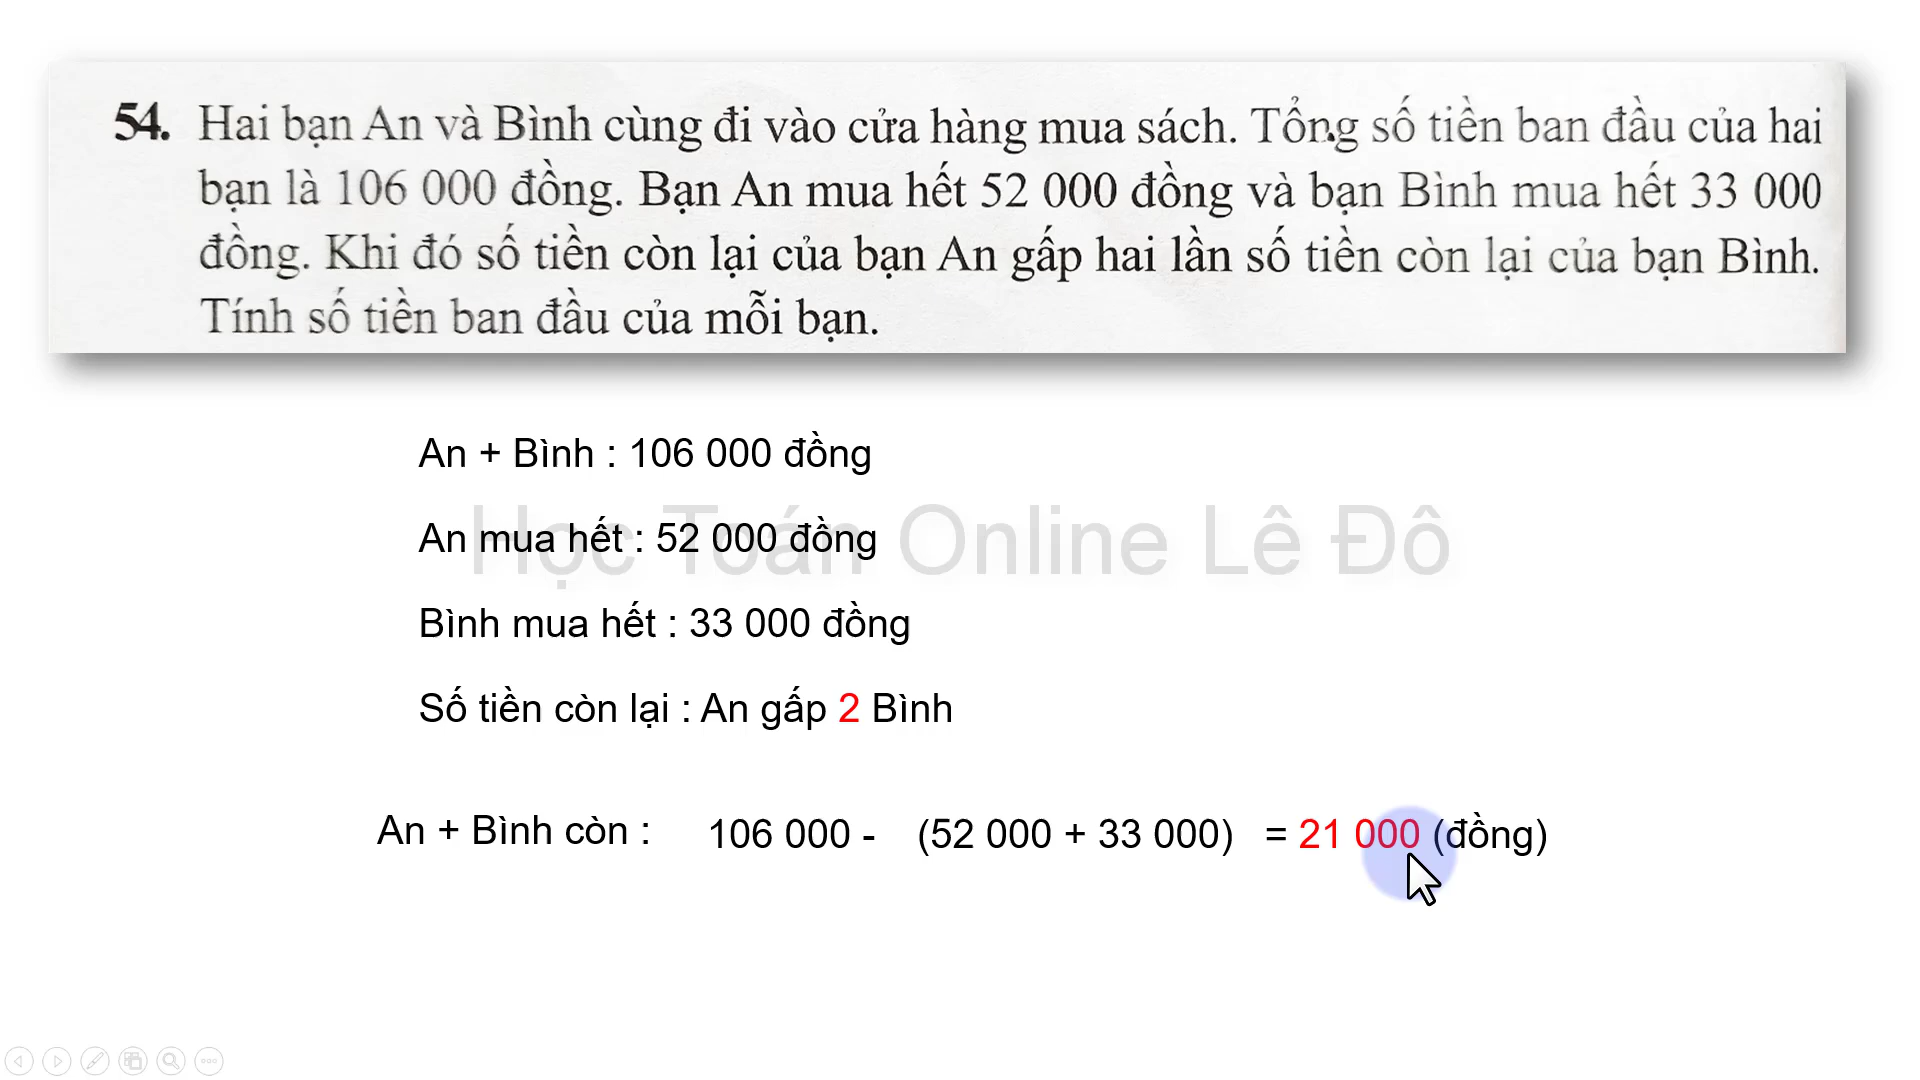 54. Hai bạn An và Bình cùng đi vào cửa hàng mua sách. Tổng số tiền ban đầu của hai
bạn là 106 000 đồng. Bạn An mua hết 52 000 đồng và bạn Bình mua hết 33 000
đồng. Khi đó số tiền còn lại của bạn An gấp hai lần số tiền còn lại của bạn Bình.
Tính số tiền ban đầu của mỗi bạn.
An + Bình : 106 000 đồng
Học Toán Online Lê Đô
An mua hết : 52 000 đồng
Bình mua hết : 33 000 đồng
Số tiền còn lại : An gấp 2 Bình
An + Bình còn : 106 000 - (52 000 + 33 000) = 21 000 (đồng)